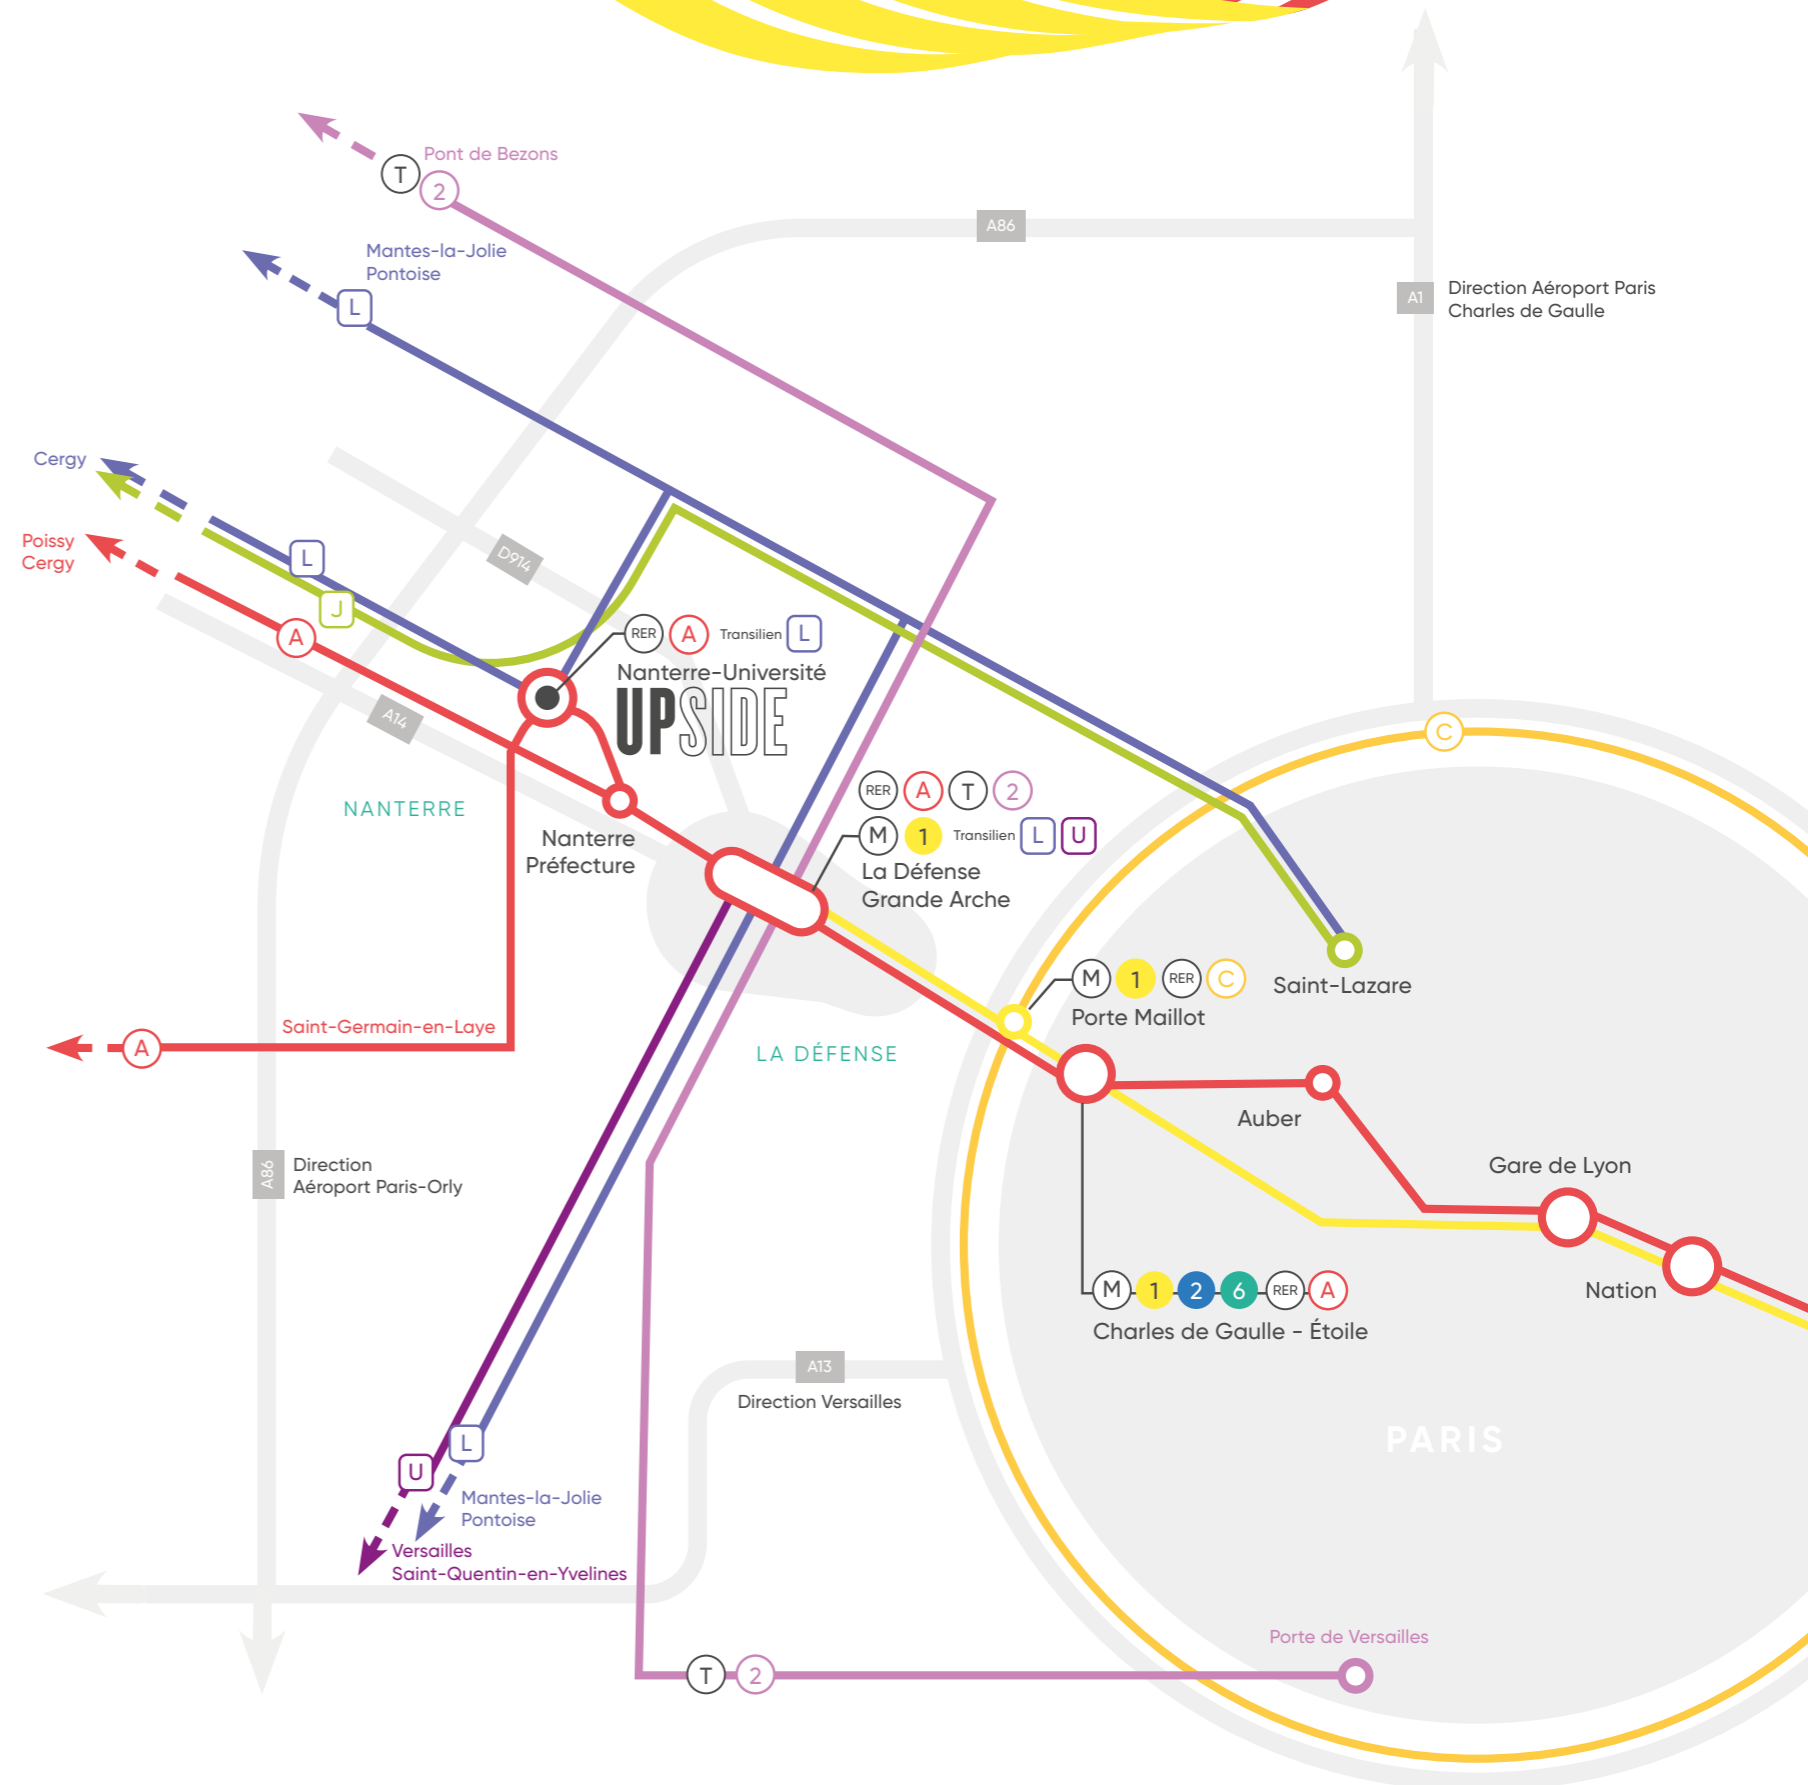 Pont de Bezons
T
2
A86
Mantes-la-Jolie
Pontoise
L
A1
Direction Aéroport Paris
Charles de Gaulle
Cergy
Poissy
Cergy
L
J
A
D914
RER A Transilien L
Nanterre-Université
UPSIDE
A14
C
NANTERRE
Nanterre
Préfecture
RER A T 2
M 1 Transilien L U
La Défense
Grande Arche
M 1 RER C
Porte Maillot
Saint-Lazare
Saint-Germain-en-Laye
A
LA DÉFENSE
Auber
Gare de Lyon
A86
Direction
Aéroport Paris-Orly
Nation
M 1 2 6 RER A
Charles de Gaulle - Étoile
A13
Direction Versailles
PARIS
L
U
Mantes-la-Jolie
Pontoise
Versailles
Saint-Quentin-en-Yvelines
Porte de Versailles
T 2